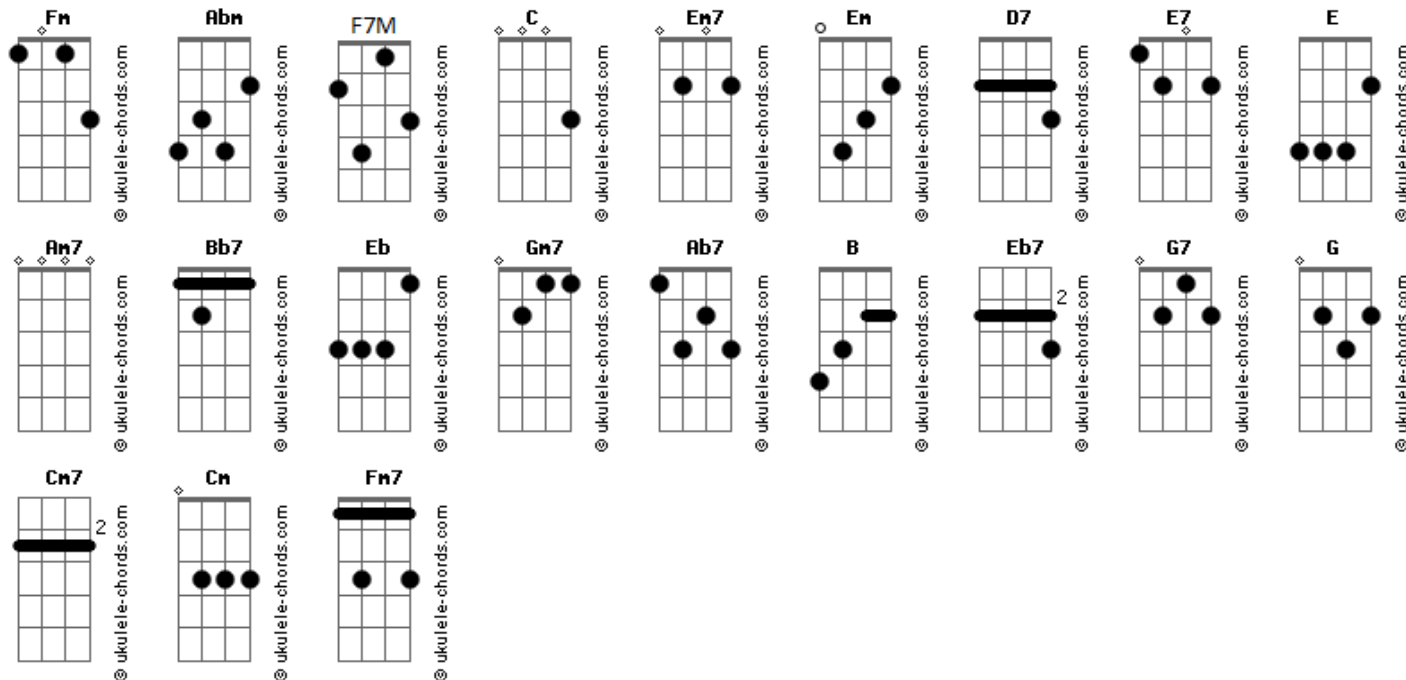 Fm Abm F7M C Em7 Em D7 E7 E
© ukulele-chords.com © ukulele-chords.com © ukulele-chords.com © ukulele-chords.com © ukulele-chords.com © ukulele-chords.com © ukulele-chords.com © ukulele-chords.com © ukulele-chords.com
Am7 Bb7 Eb Gm7 Ab7 B Eb7 G7 G
2
© ukulele-chords.com © ukulele-chords.com © ukulele-chords.com © ukulele-chords.com © ukulele-chords.com © ukulele-chords.com © ukulele-chords.com © ukulele-chords.com © ukulele-chords.com
Cm7 Cm Fm7
2
© ukulele-chords.com © ukulele-chords.com © ukulele-chords.com